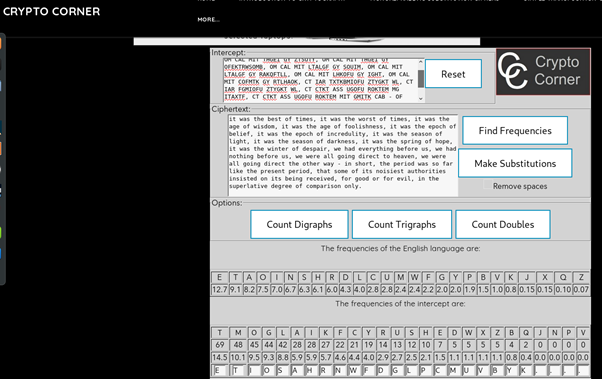 CRYPTO CORNER
MORE...
Intercept:
OFEKTRWSOMB, OM CAL MIT LTALGF GY SOUIM, OM CAL MIT
LTALGF GY RAKQFTLL, OM CAL MIT LHKOFU GY IGHT, OM CAL
MIT COFMTK GY RTLHAOK, CT IAR TXTKBMIOFU ZTYGKT WL, CT
IAR FGMIOFU ZTYGKT WL, CT CTKT ASS UGOFU ROKTEM MG
ITAXTF, CT CTKT ASS UGOFU ROKTEM MIT GMITK CAB - OF
Reset
Crypto
Corner
Ciphertext:
it was the best of times, it was the worst of times, it was the
age of wisdom, it was the age of foolishness, it was the epoch of
belief, it was the epoch of incredulity, it was the season of
light, it was the season of darkness, it was the spring of hope,
it was the winter of despair, we had everything before us, we had
nothing before us, we were all going direct to heaven, we were
all going direct the other way - in short, the period was so far
like the present period, that some of its noisiest authorities
insisted on its being received, for good or for evil, in the
superlative degree of comparison only.
Find Frequencies
Make Substitutions
Remove spaces
Options:
Count Digraphs Count Trigraphs Count Doubles
The frequencies of the English language are:
E T A O I N S H R D L C U M W F G Y P B V K J X Q Z
12.7 9.1 8.2 7.5 7.0 6.7 6.3 6.1 6.0 4.3 4.0 2.8 2.8 2.4 2.4 2.2 2.0 2.0 1.9 1.5 1.0 0.8 0.15 0.15 0.10 0.07
The frequencies of the intercept are:
T M O G L A I K F C Y R U S H E D W X Z B Q J N P V
69 48 45 44 42 28 28 27 22 21 19 14 13 12 10 7 5 5 5 5 4 2 0 0 0 0
14.5 10.1 9.5 9.3 8.8 5.9 5.9 5.7 4.6 4.4 4.0 2.9 2.7 2.5 2.1 1.5 1.1 1.1 1.1 1.1 0.8 0.4 0.0 0.0 0.0 0.0
E T I O S A H R N W F D G L P C M U V B Y K . . . .